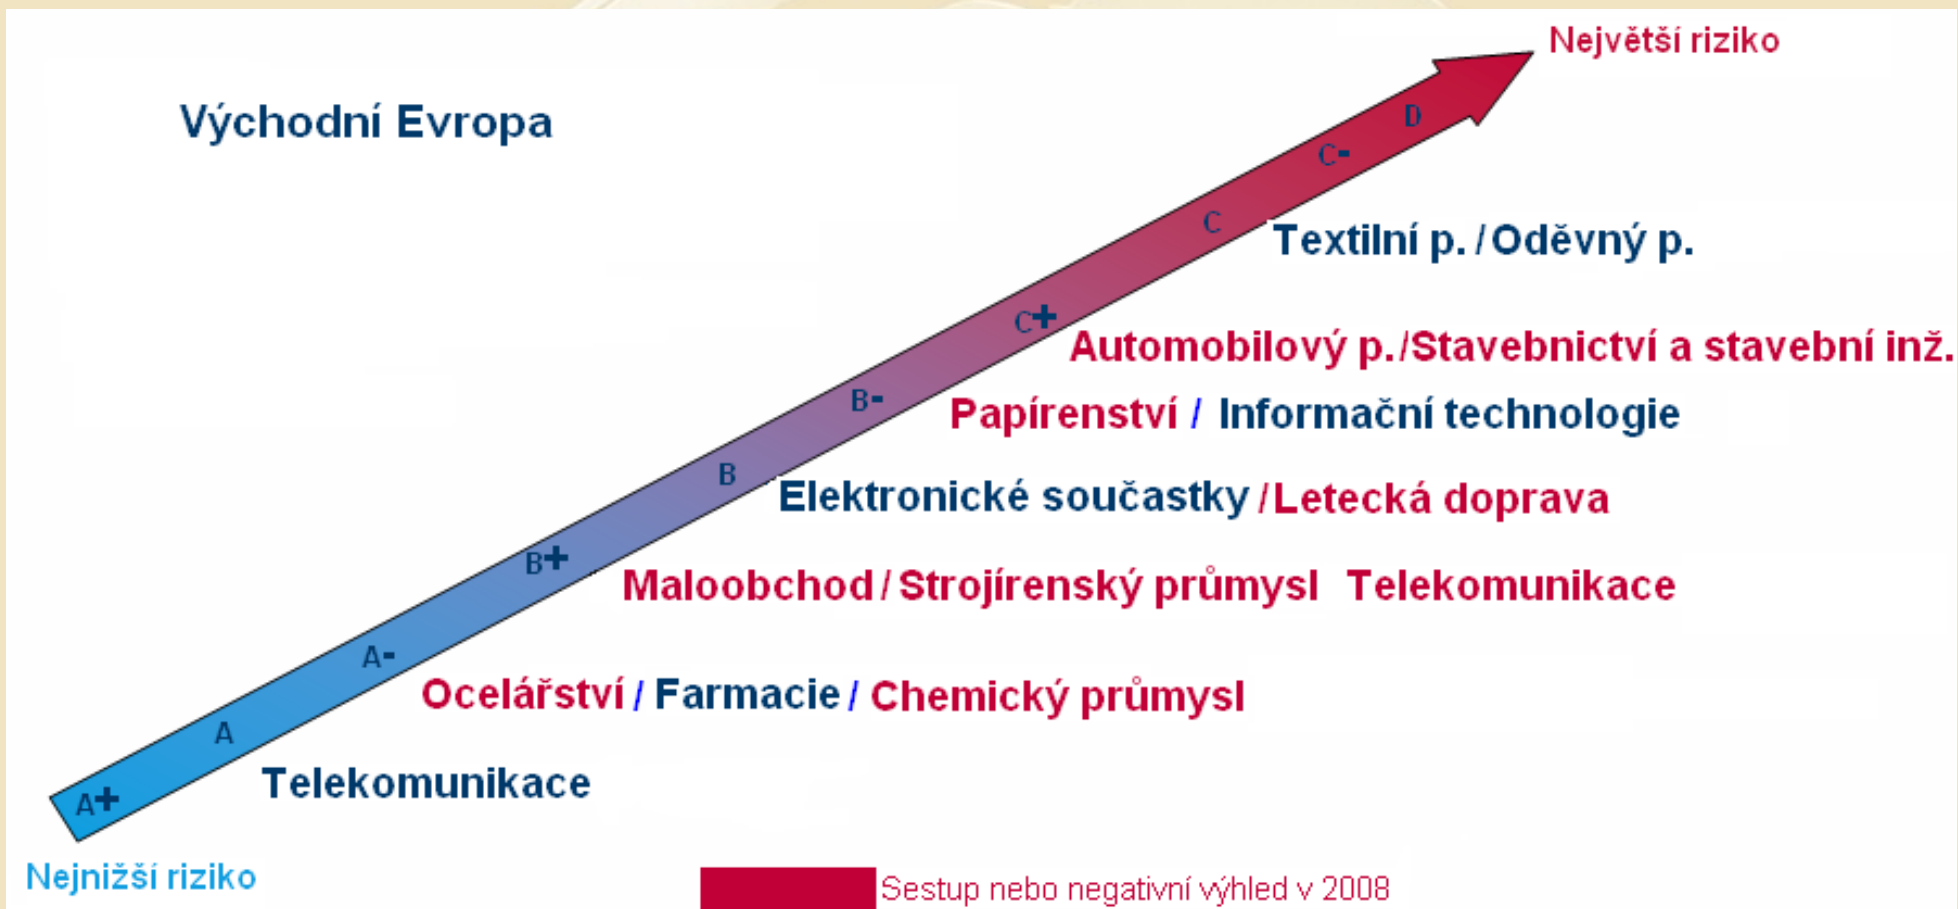 Největší riziko
Východní Evropa
D
C-
C
Textilní p. / Oděvný p.
C+
Automobilový p./Stavebnictví a stavební inž.
B-
Papírenství / Informační technologie
B
Elektronické součastky /Letecká doprava
B+
Maloobchod / Strojírenský průmysl Telekomunikace
A-
Ocelářství / Farmacie / Chemický průmysl
A
Telekomunikace
A+
Nejnižší riziko
Sestup nebo negativní výhled v 2008